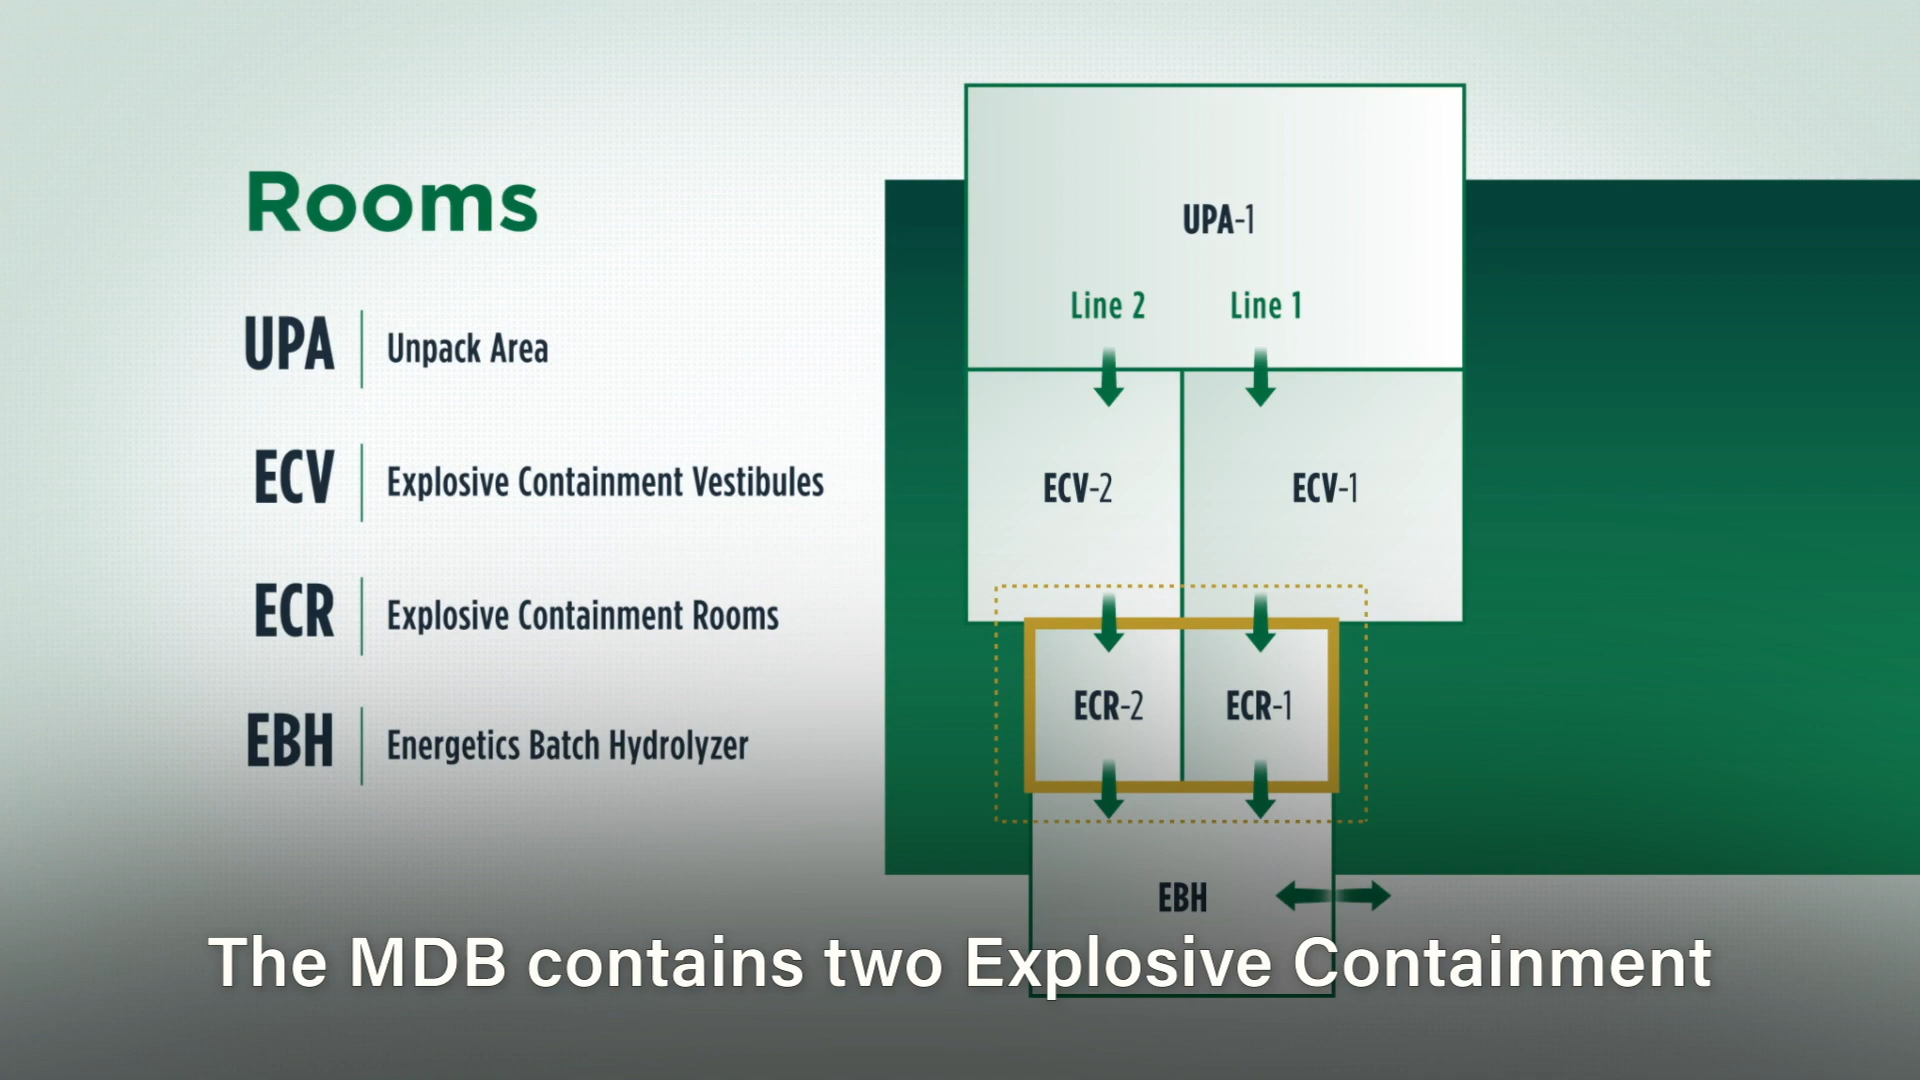 Rooms
UPA
Unpack Area
ECV
Explosive Containment Vestibules
ECR
Explosive Containment Rooms
EBH
Energetics Batch Hydrolyzer
UPA-1
Line 2
Line 1
ECV-2
ECV-1
ECR-2
ECR-1
EBH
The MDB contains two Explosive Containment